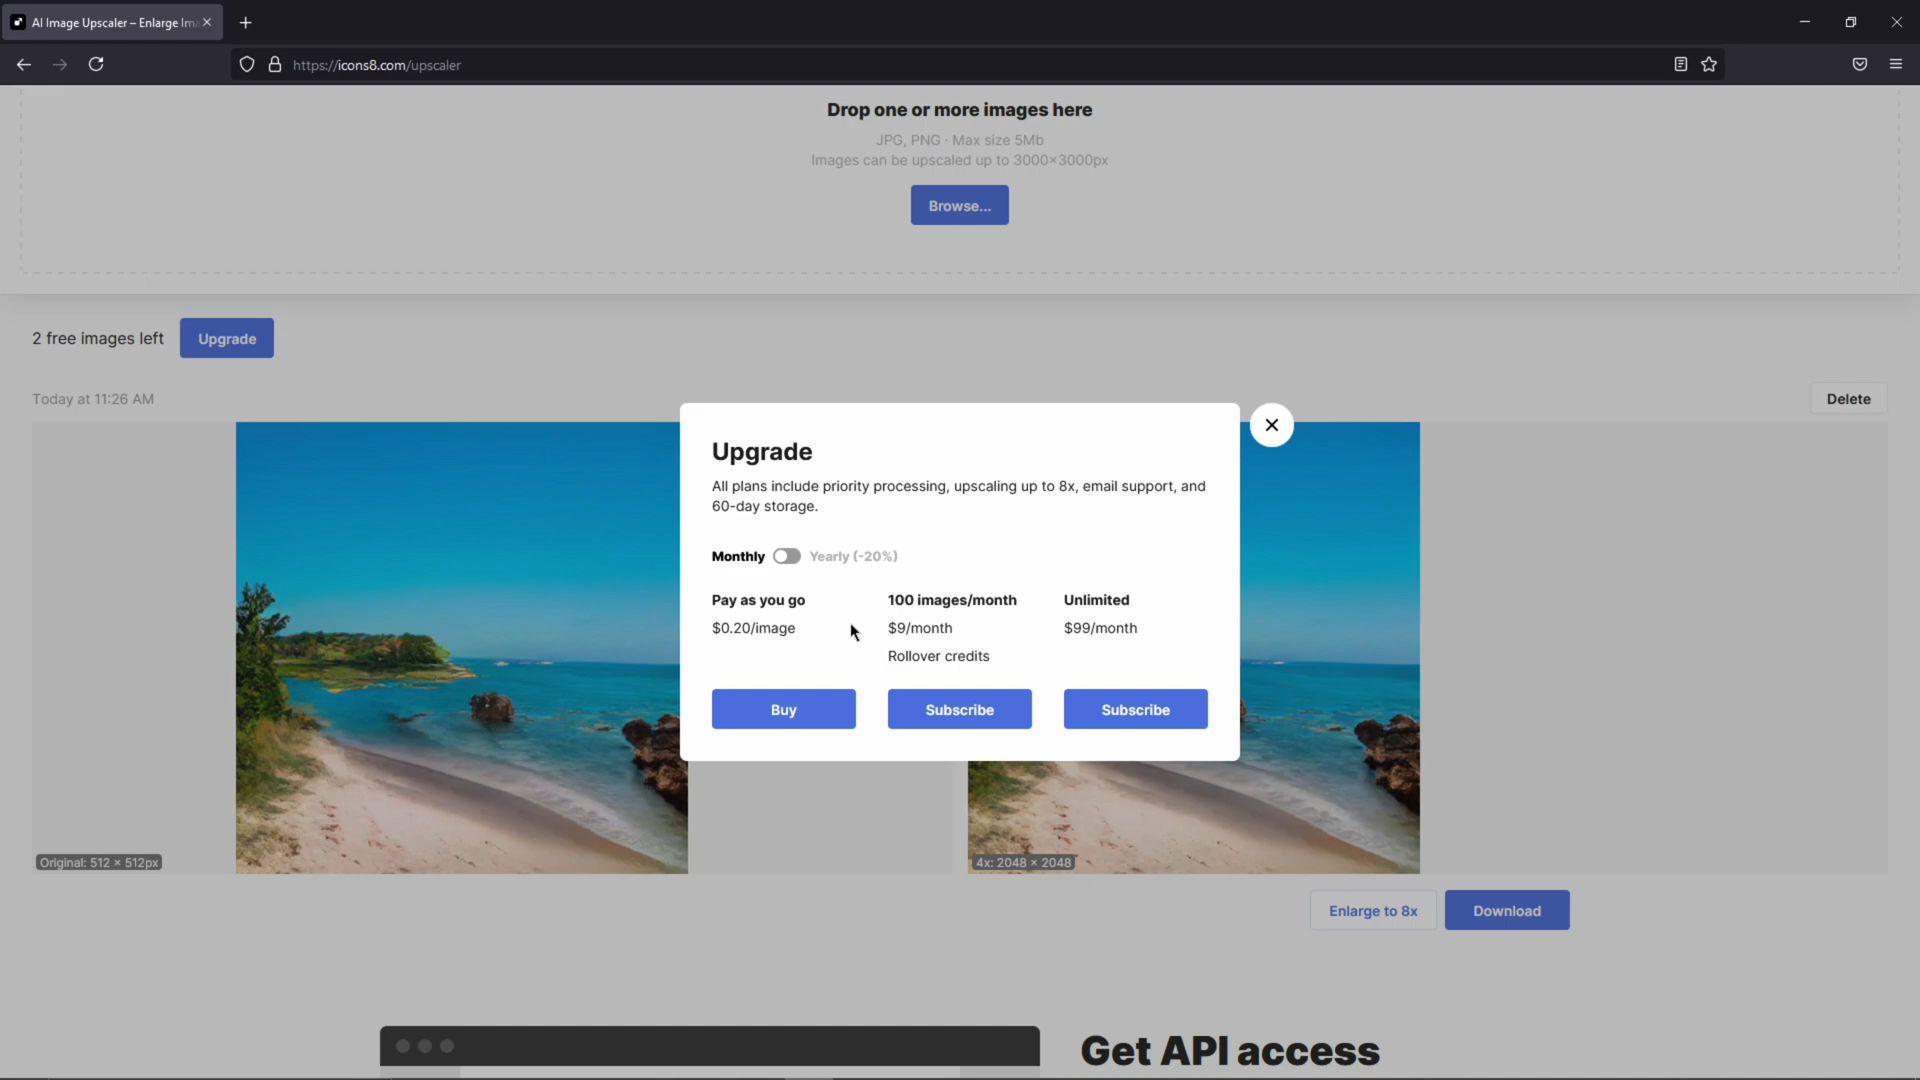 AI Image Upscaler – Enlarge Im
https://icons8.com/upscaler
Drop one or more images here
JPG, PNG · Max size 5Mb
Images can be upscaled up to 3000×3000px
Browse...
2 free images left
Upgrade
Today at 11:26 AM
Delete
Upgrade
All plans include priority processing, upscaling up to 8x, email support, and
60-day storage.
Monthly
Yearly (-20%)
Pay as you go
$0.20/image
Buy
100 images/month
$9/month
Rollover credits
Subscribe
Unlimited
$99/month
Subscribe
Original: 512 × 512px
4x: 2048 × 2048
Enlarge to 8x
Download
Get API access